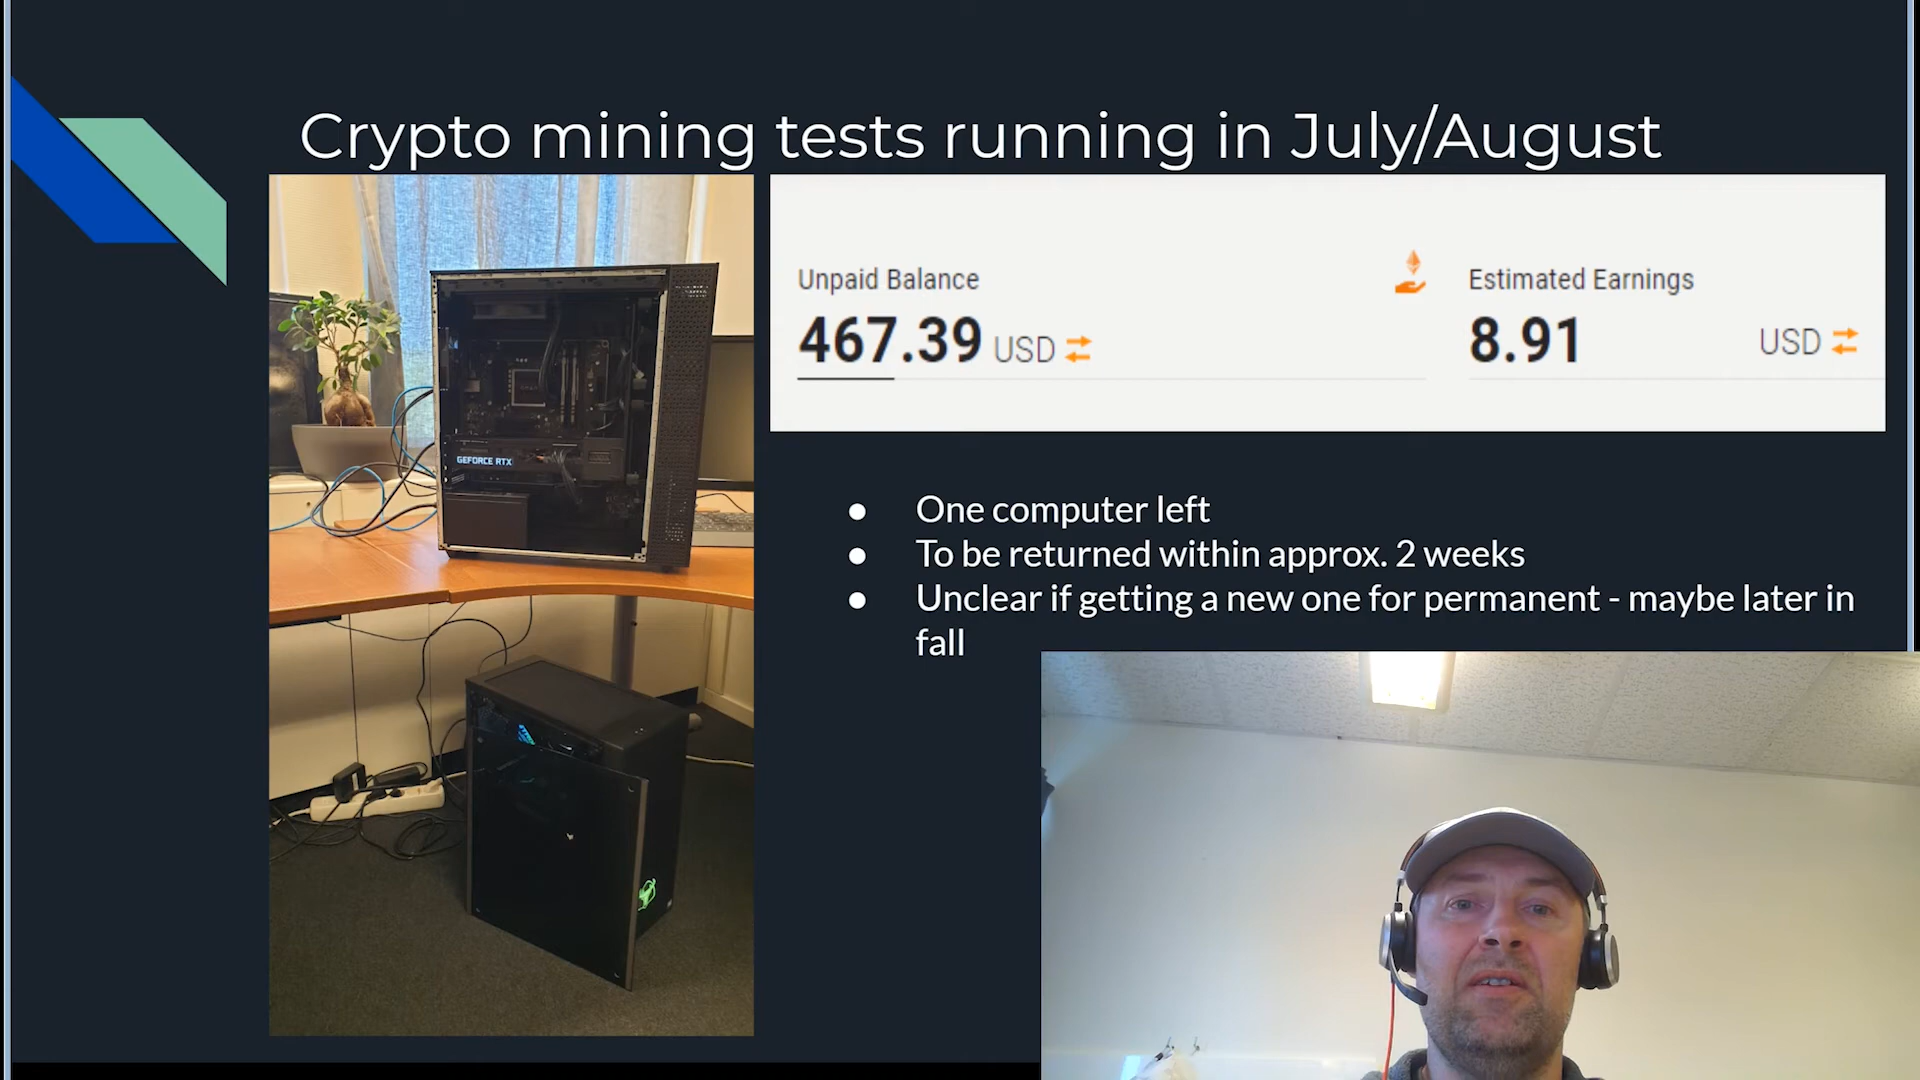 Crypto mining tests running in July/August
Unpaid Balance
467.39 USD
Estimated Earnings
8.91 USD
GEFORCE RTX
● One computer left
● To be returned within approx. 2 weeks
● Unclear if getting a new one for permanent - maybe later in
fall